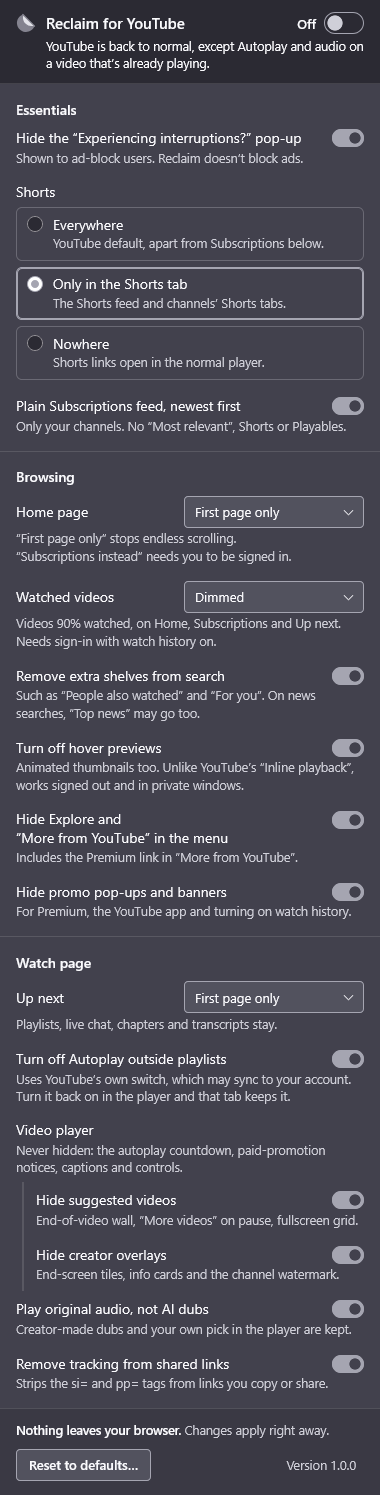 Reclaim for YouTube
Off
YouTube is back to normal, except Autoplay and audio on
a video that’s already playing.
Essentials
Hide the “Experiencing interruptions?” pop-up
Shown to ad-block users. Reclaim doesn’t block ads.
Shorts
Everywhere
YouTube default, apart from Subscriptions below.
Only in the Shorts tab
The Shorts feed and channels’ Shorts tabs.
Nowhere
Shorts links open in the normal player.
Plain Subscriptions feed, newest first
Only your channels. No “Most relevant”, Shorts or Playables.
Browsing
Home page
First page only
“First page only” stops endless scrolling.
“Subscriptions instead” needs you to be signed in.
Watched videos
Dimmed
Videos 90% watched, on Home, Subscriptions and Up next.
Needs sign-in with watch history on.
Remove extra shelves from search
Such as “People also watched” and “For you”. On news
searches, “Top news” may go too.
Turn off hover previews
Animated thumbnails too. Unlike YouTube’s “Inline playback”,
works signed out and in private windows.
Hide Explore and
“More from YouTube” in the menu
Includes the Premium link in “More from YouTube”.
Hide promo pop-ups and banners
For Premium, the YouTube app and turning on watch history.
Watch page
Up next
First page only
Playlists, live chat, chapters and transcripts stay.
Turn off Autoplay outside playlists
Uses YouTube’s own switch, which may sync to your account.
Turn it back on in the player and that tab keeps it.
Video player
Never hidden: the autoplay countdown, paid-promotion
notices, captions and controls.
Hide suggested videos
End-of-video wall, “More videos” on pause, fullscreen grid.
Hide creator overlays
End-screen tiles, info cards and the channel watermark.
Play original audio, not AI dubs
Creator-made dubs and your own pick in the player are kept.
Remove tracking from shared links
Strips the si= and pp= tags from links you copy or share.
Nothing leaves your browser. Changes apply right away.
Reset to defaults...
Version 1.0.0